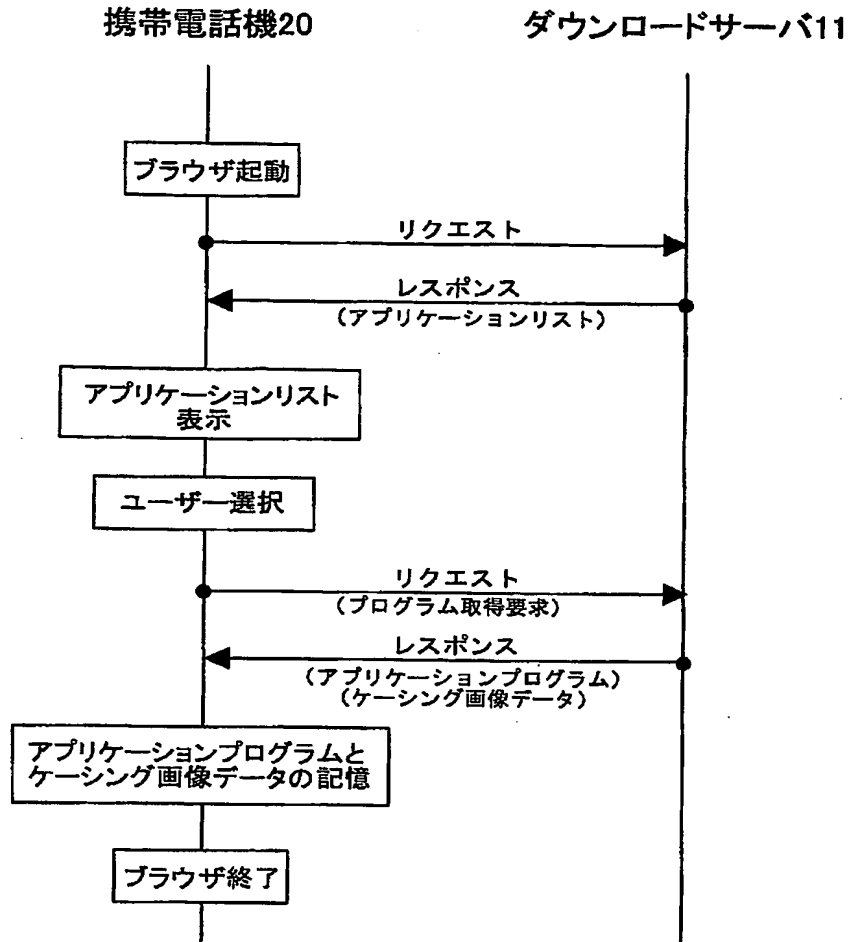 携帯電話機20
ダウンロードサーバ11
ブラウザ起動
リクエスト
レスポンス
(アプリケーションリスト)
アプリケーションリスト
表示
ユーザー選択
リクエスト
(プログラム取得要求)
レスポンス
(アプリケーションプログラム)
(ケーシング画像データ)
アプリケーションプログラムと
ケーシング画像データの記憶
ブラウザ終了